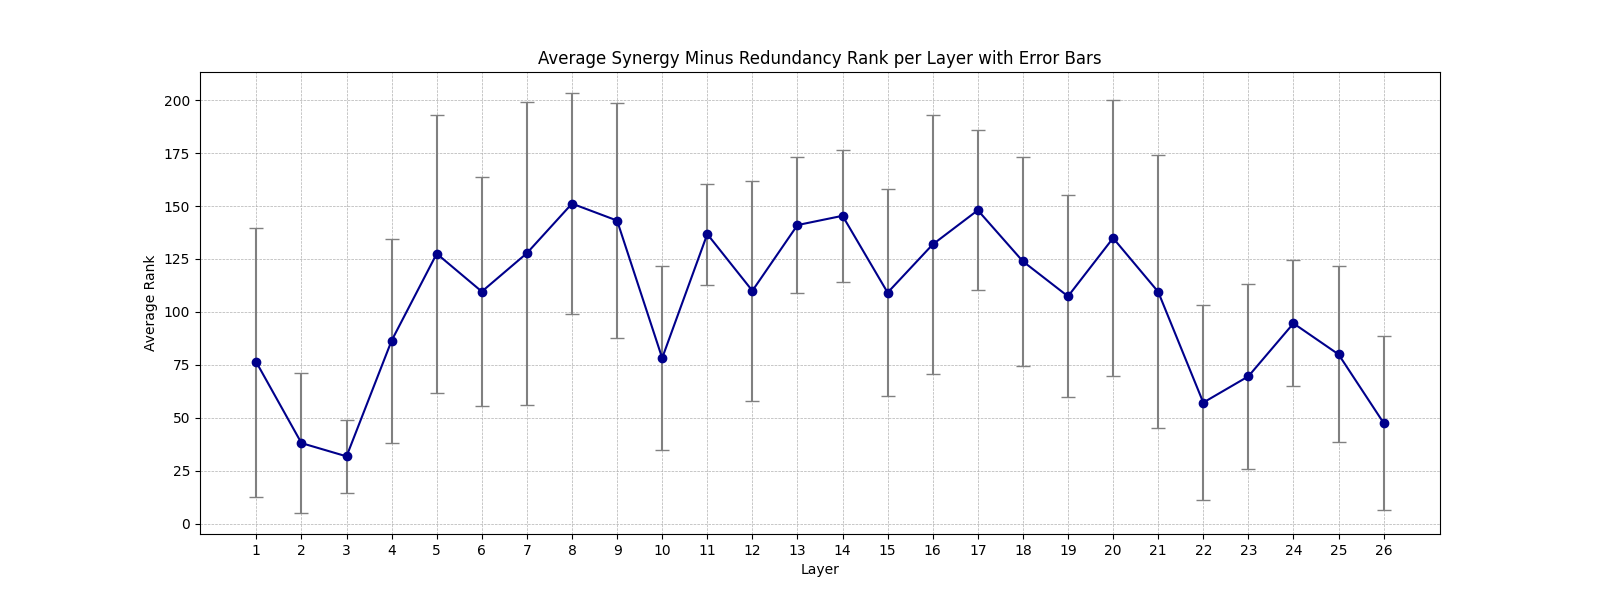 Average Synergy Minus Redundancy Rank per Layer with Error Bars
200
175
150
125
100
75
50
25
0
Average Rank
1 2 3 4 5 6 7 8 9 10 11 12 13 14 15 16 17 18 19 20 21 22 23 24 25 26
Layer